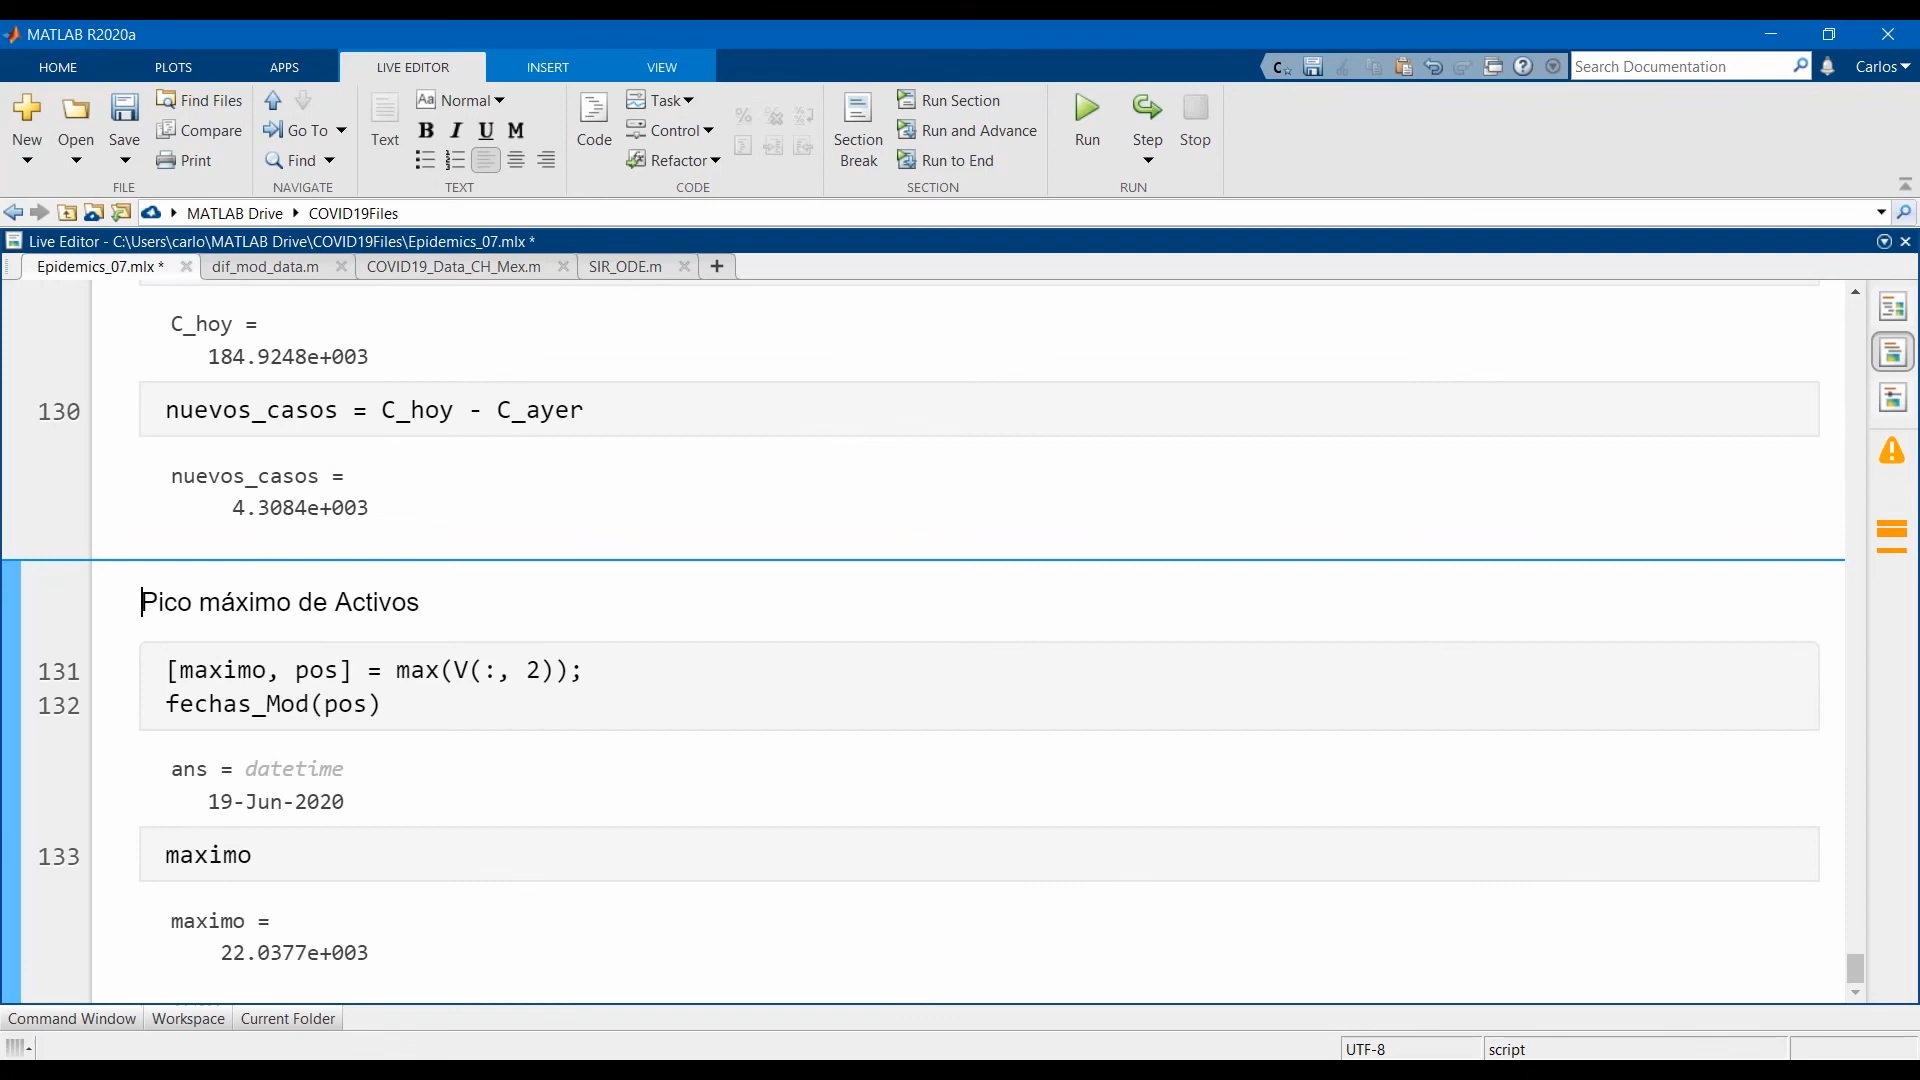 MATLAB R2020a
HOME PLOTS APPS LIVE EDITOR INSERT VIEW
Search Documentation
Carlos
New Open Save
Find Files
Compare
Print
FILE
Go To
Find
NAVIGATE
Text
Aa Normal
B I U M
TEXT
Code
Task
Control
Refactor
CODE
Section Break
Run Section
Run and Advance
Run to End
SECTION
Run Step Stop
RUN
MATLAB Drive COVID19Files
Live Editor - C:\Users\carlo\MATLAB Drive\COVID19Files\Epidemics_07.mlx *
Epidemics_07.mlx * dif_mod_data.m COVID19_Data_CH_Mex.m SIR_ODE.m
C_hoy =
184.9248e+003
130 nuevos_casos = C_hoy - C_ayer
nuevos_casos =
4.3084e+003
Pico máximo de Activos
131 [maximo, pos] = max(V(:, 2));
132 fechas_Mod(pos)
ans = datetime
19-Jun-2020
133 maximo
maximo =
22.0377e+003
Command Window Workspace Current Folder
UTF-8 script